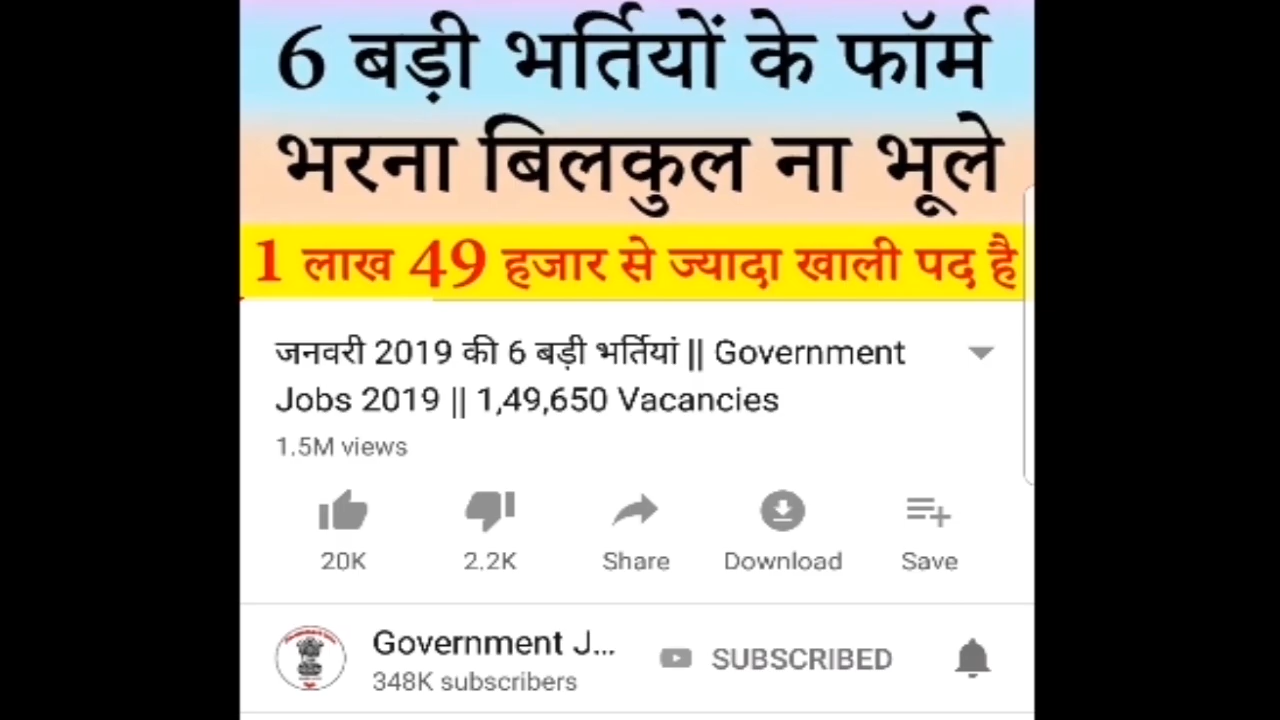 6 बड़ी भर्तियों के फॉर्म
भरना बिलकुल ना भूले
1 लाख 49 हजार से ज्यादा खाली पद है
जनवरी 2019 की 6 बड़ी भर्तियां || Government
Jobs 2019 || 1,49,650 Vacancies
1.5M views
20K
2.2K
Share
Download
Save
Government J...
SUBSCRIBED
348K subscribers